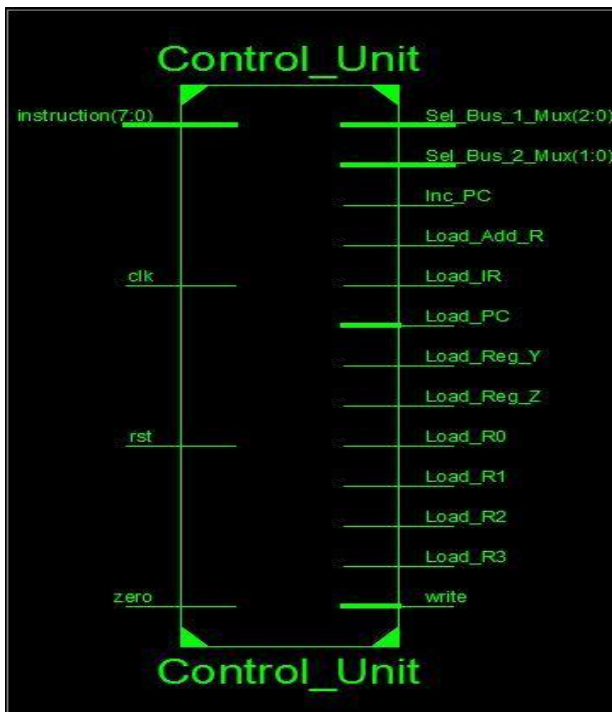 Control_Unit
instruction(7:0)
Sel_Bus_1_Mux(2:0)
Sel_Bus_2_Mux(1:0)
Inc_PC
Load_Add_R
clk
Load_IR
Load_PC
Load_Reg_Y
Load_Reg_Z
rst
Load_R0
Load_R1
Load_R2
Load_R3
zero
write
Control_Unit